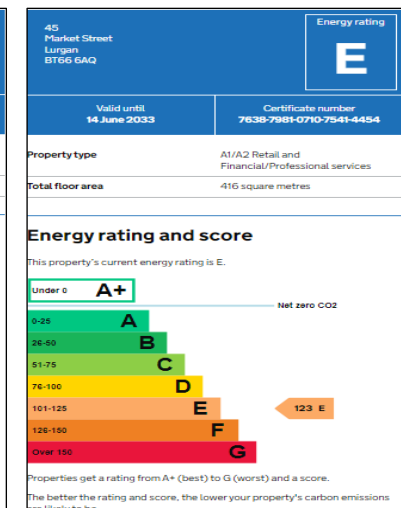 45
Market Street
Lurgan
BT66 6AQ
Energy rating
E
Valid until
14 June 2033
Certificate number
7638-7981-0710-7541-4454
Property type
A1/A2 Retail and
Financial/Professional services
Total floor area
416 square metres
Energy rating and score
This property's current energy rating is E.
Under 0 A+
Net zero CO2
0-25 A
26-50 B
51-75 C
76-100 D
101-125 E
123 E
126-150 F
Over 150 G
Properties get a rating from A+ (best) to G (worst) and a score.
The better the rating and score, the lower your property's carbon emissions
are likely to be.